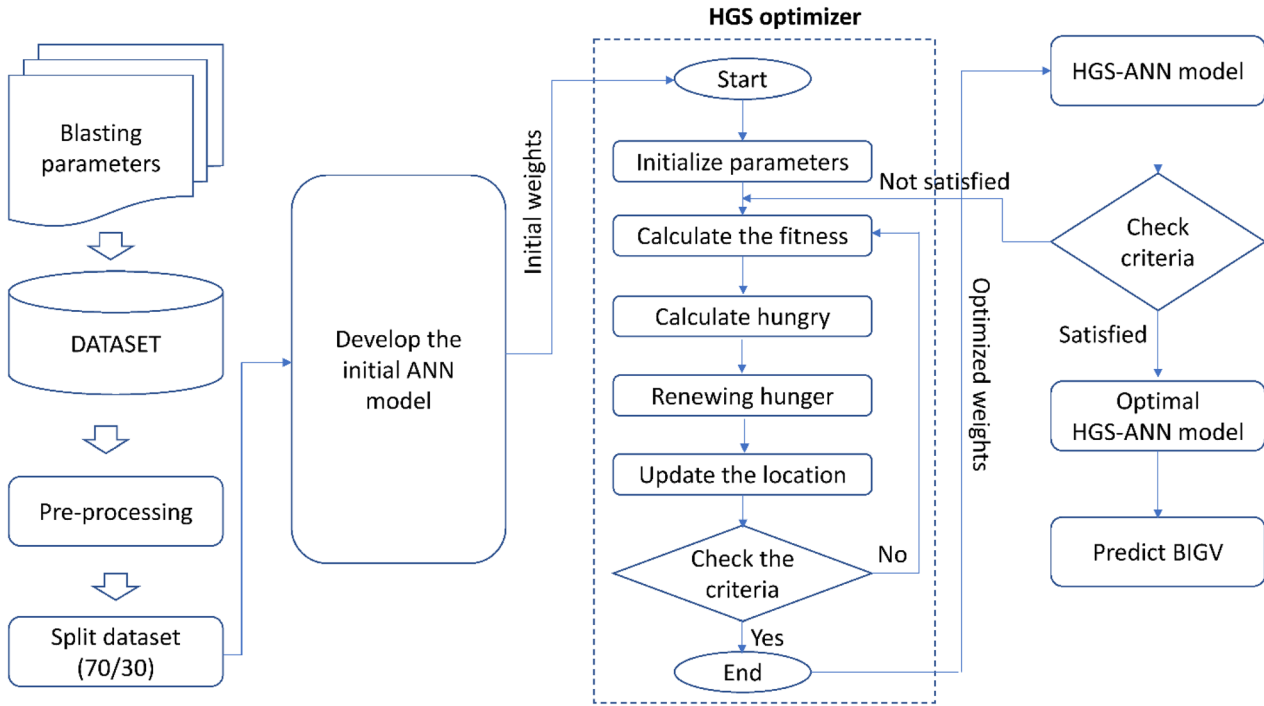 HGS optimizer
Blasting
parameters
DATASET
Pre-processing
Split dataset
(70/30)
Develop the
initial ANN
model
Initial weights
Start
Initialize parameters
Calculate the fitness
Calculate hungry
Renewing hunger
Update the location
Check the
criteria
No
Yes
End
Optimized weights
HGS-ANN model
Not satisfied
Check
criteria
Satisfied
Optimal
HGS-ANN model
Predict BIGV